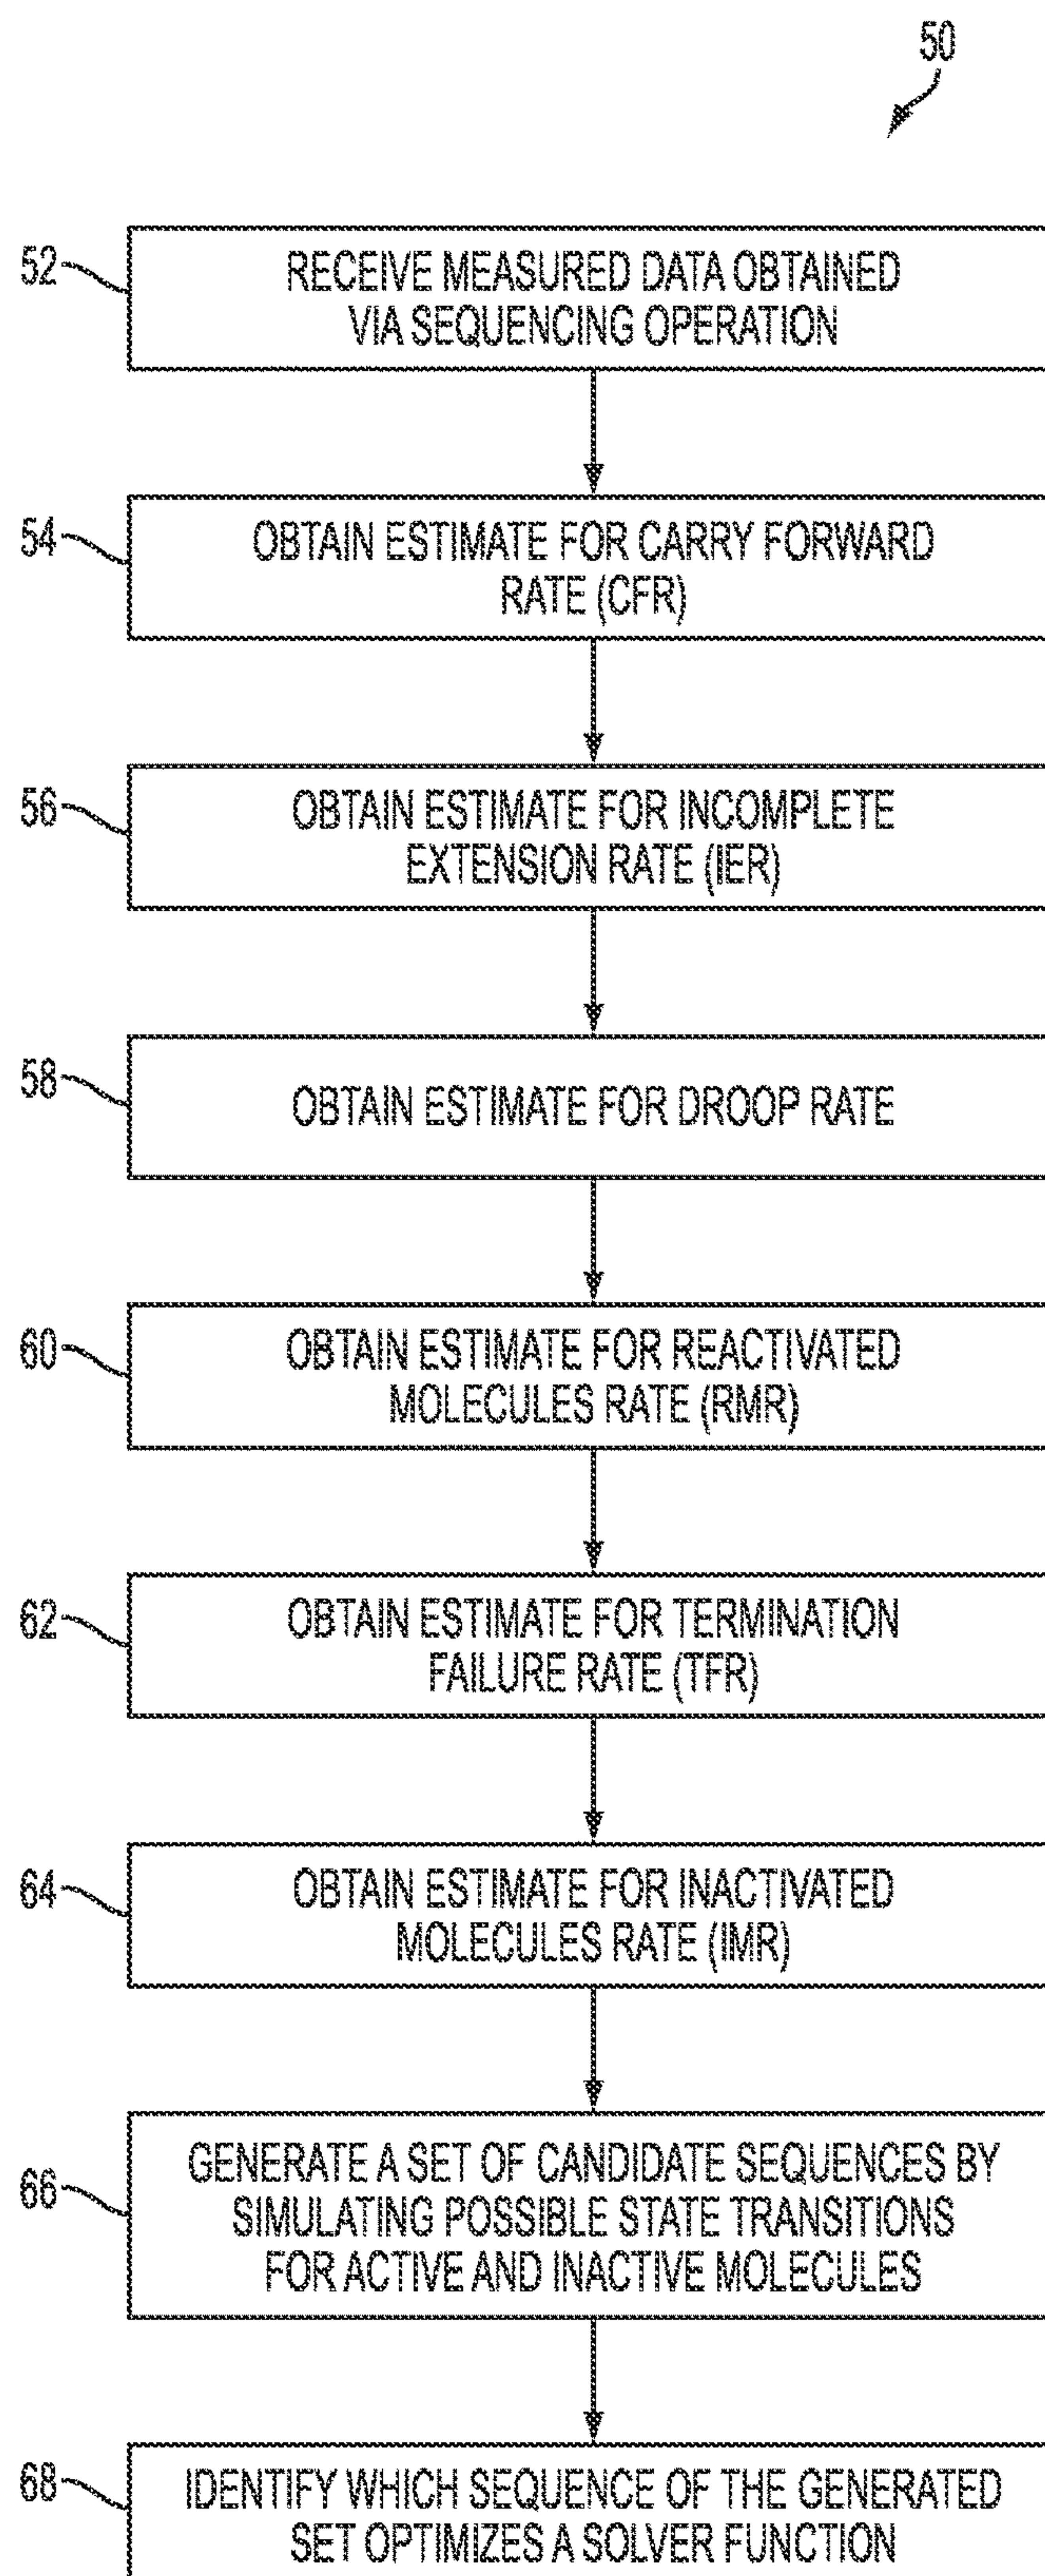 50
52
RECEIVE MEASURED DATA OBTAINED
VIA SEQUENCING OPERATION
54
OBTAIN ESTIMATE FOR CARRY FORWARD
RATE (CFR)
56
OBTAIN ESTIMATE FOR INCOMPLETE
EXTENSION RATE (IER)
58
OBTAIN ESTIMATE FOR DROOP RATE
60
OBTAIN ESTIMATE FOR REACTIVATED
MOLECULES RATE (RMR)
62
OBTAIN ESTIMATE FOR TERMINATION
FAILURE RATE (TFR)
64
OBTAIN ESTIMATE FOR INACTIVATED
MOLECULES RATE (IMR)
66
GENERATE A SET OF CANDIDATE SEQUENCES BY
SIMULATING POSSIBLE STATE TRANSITIONS
FOR ACTIVE AND INACTIVE MOLECULES
68
IDENTIFY WHICH SEQUENCE OF THE GENERATED
SET OPTIMIZES A SOLVER FUNCTION